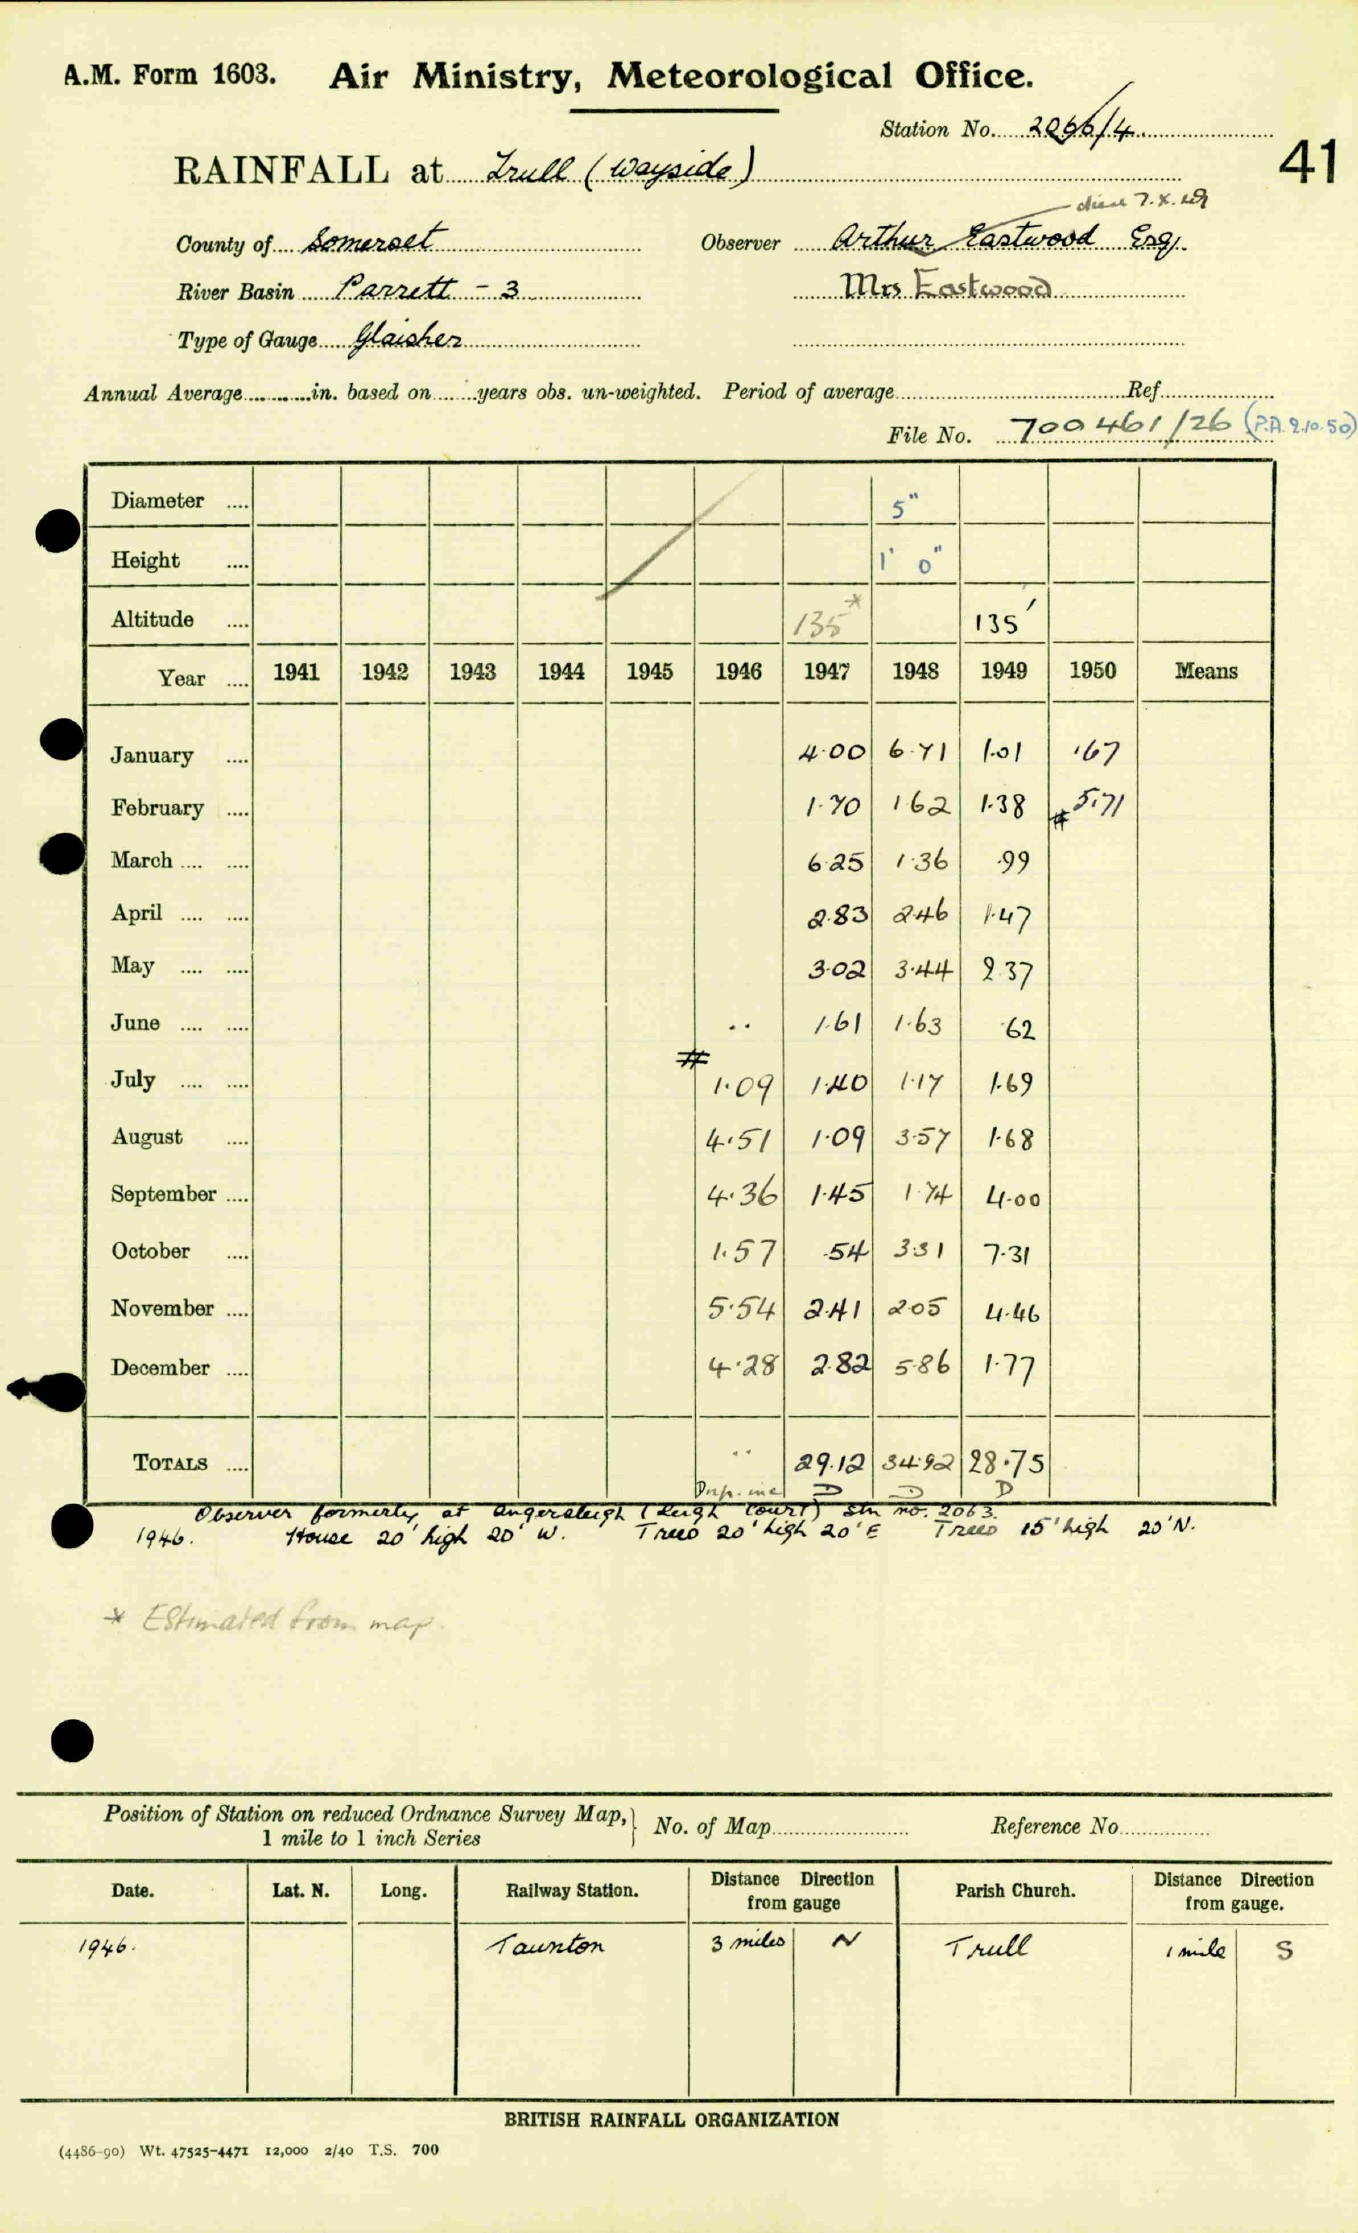 A.M. Form 1603. Air Ministry, Meteorological Office.
Station No. 2066/4
41
RAINFALL at Trull (Wayside)
died 7.X.49
County of Somerset Observer Arthur Eastwood Esq.
River Basin Parrett - 3 Mrs Eastwood
Type of Gauge Glaisher
Annual Average in. based on years obs. un-weighted. Period of average Ref.
File No. 700461/26 (P.A. 2.10.50)
Diameter 5"
Height 1' 0"
Altitude 135* 135'
Year 1941 1942 1943 1944 1945 1946 1947 1948 1949 1950 Means
January 4.00 6.71 1.01 .67
February 1.70 1.62 1.38 # 5.71
March 6.25 1.36 .99
April 2.83 2.46 1.47
May 3.02 3.44 2.37
June .. 1.61 1.63 .62
#
July 1.09 1.40 1.17 1.69
August 4.51 1.09 3.57 1.68
September 4.36 1.45 1.74 4.00
October 1.57 .54 3.31 7.31
November 5.54 2.41 2.05 4.46
December 4.28 2.82 5.86 1.77
TOTALS .. 29.12 34.92 28.75
D D D
Observer formerly at Angersleigh (Leigh Court) Stn no. 2063.
1946. House 20' high 20' W. Trees 20' high 20' E Trees 15' high 20' N.
* Estimated from map.
Position of Station on reduced Ordnance Survey Map, No. of Map Reference No.
1 mile to 1 inch Series
Date. Lat. N. Long. Railway Station. Distance Direction from gauge Parish Church. Distance Direction from gauge.
1946. Taunton 3 miles N Trull 1 mile S
BRITISH RAINFALL ORGANIZATION
(4486-90) Wt. 47525-4471 12,000 2/40 T.S. 700